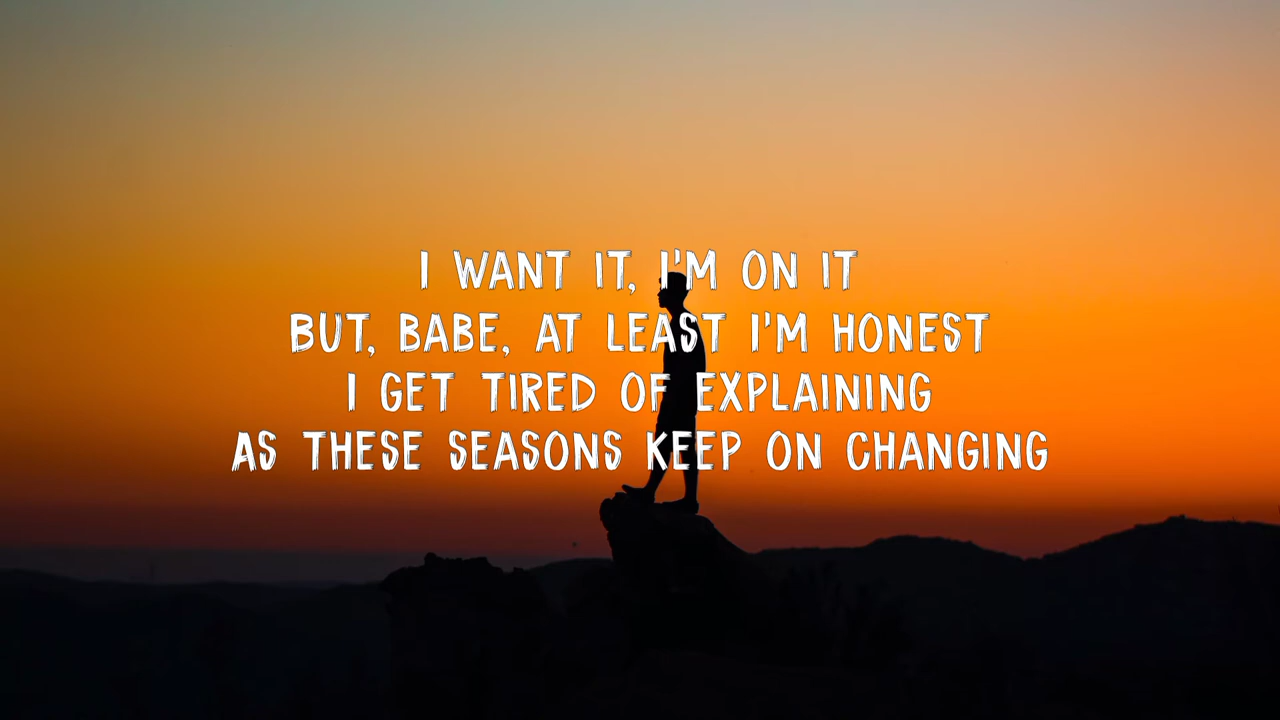 I WANT IT, I'M ON IT
BUT, BABE, AT LEAST I'M HONEST
I GET TIRED OF EXPLAINING
AS THESE SEASONS KEEP ON CHANGING